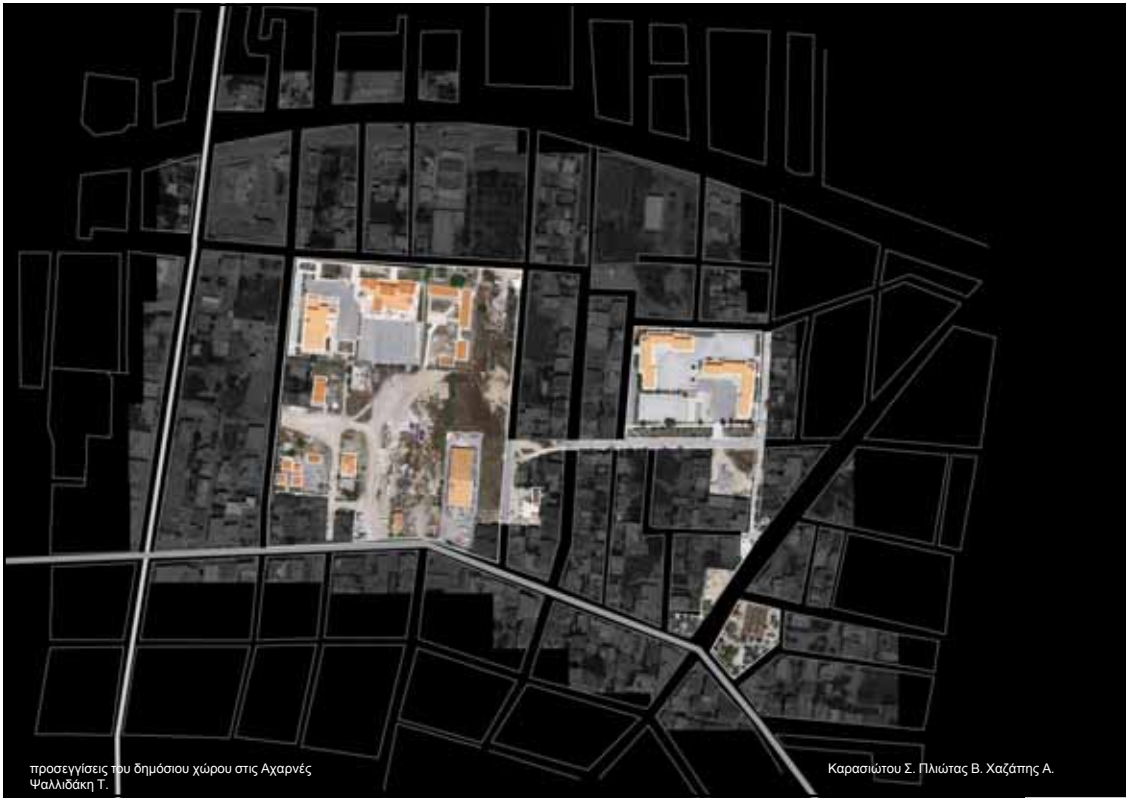 προσεγγίσεις του δημόσιου χώρου στις Αχαρνές
Ψαλλιδάκη Τ.
Καρασιώτου Σ. Πλιώτας Β. Χαζάπης Α.